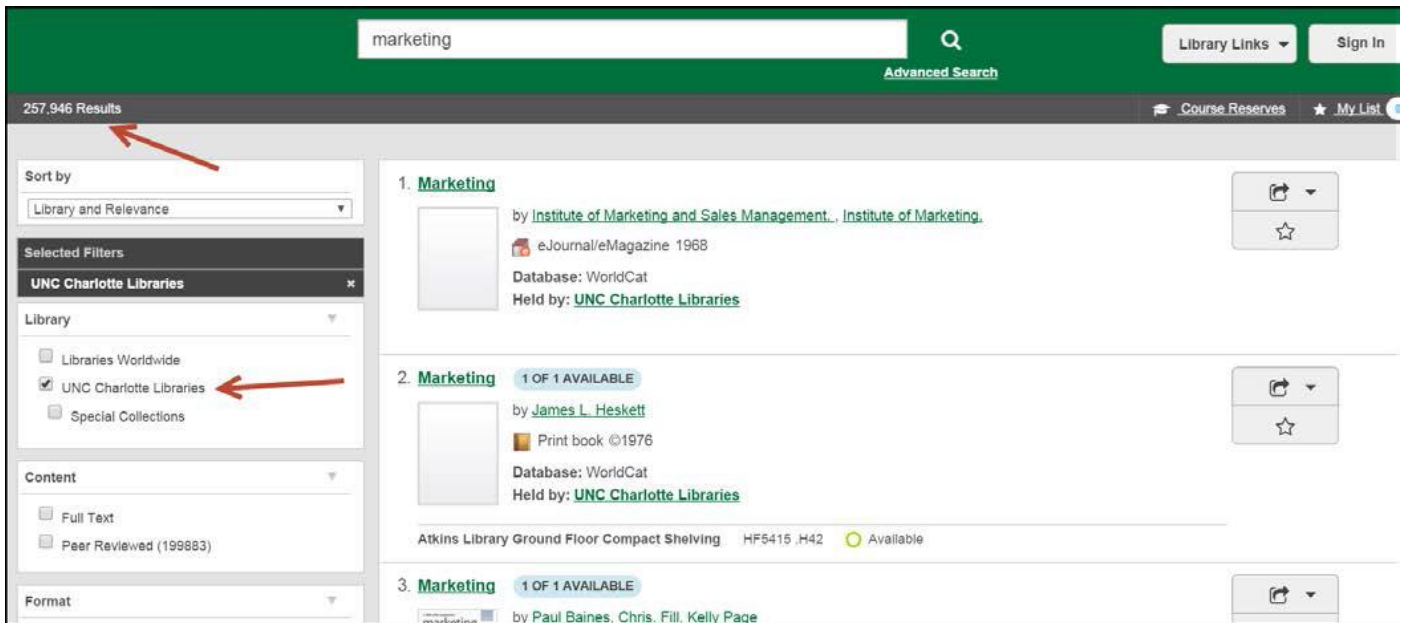 marketing
Library Links
Sign In
Advanced Search
257,946 Results
Course Reserves
My List
Sort by
Library and Relevance
Selected Filters
UNC Charlotte Libraries ×
Library
Libraries Worldwide
UNC Charlotte Libraries
Special Collections
Content
Full Text
Peer Reviewed (199883)
Format
1. Marketing
by Institute of Marketing and Sales Management. , Institute of Marketing.
eJournal/eMagazine 1968
Database: WorldCat
Held by: UNC Charlotte Libraries
2. Marketing 1 OF 1 AVAILABLE
by James L. Heskett
Print book ©1976
Database: WorldCat
Held by: UNC Charlotte Libraries
Atkins Library Ground Floor Compact Shelving HF5415 .H42 Available
3. Marketing 1 OF 1 AVAILABLE
marketing
by Paul Baines, Chris. Fill, Kelly Page